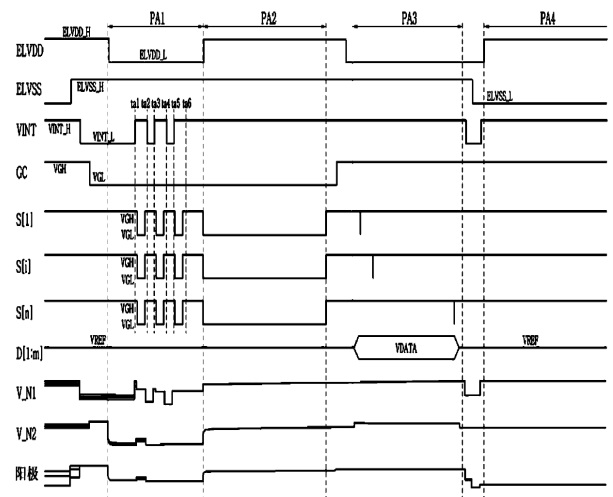 PA1 PA2 PA3 PA4
ELVDD ELVDD_H ELVDD_L
ELVSS ELVSS_H ELVSS_L
ta1 ta2 ta3 ta4 ta5 ta6
VINT VINT_H VINT_L
GC VGH VGL
S[1] VGH VGL
S[i] VGH VGL
S[n] VGH VGL
D[1:m] VREF VDATA VREF
V_N1
V_N2
阳极